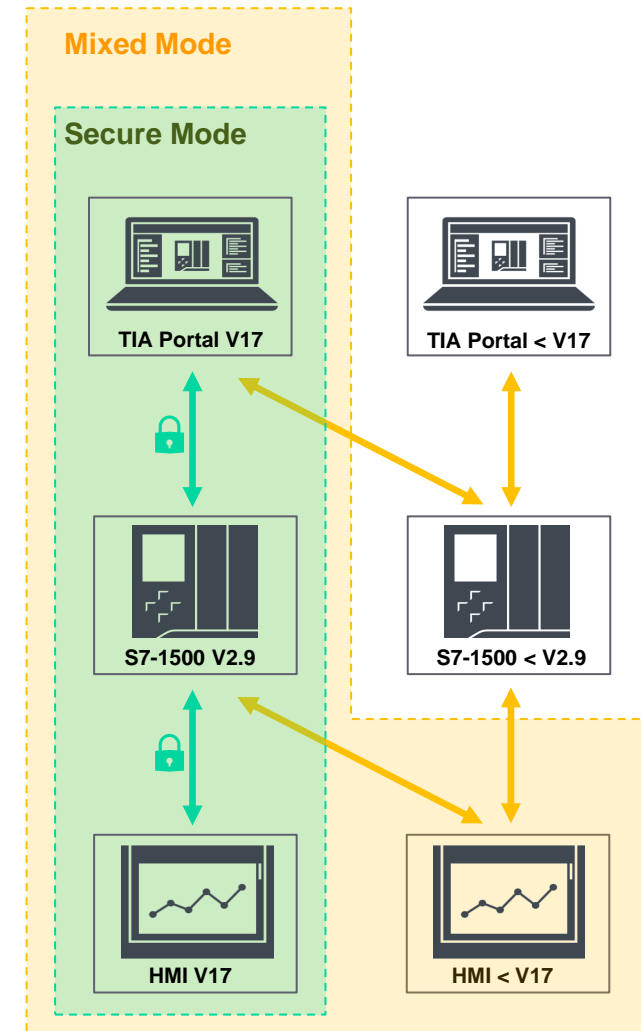 Mixed Mode
Secure Mode
TIA Portal V17
TIA Portal < V17
S7-1500 V2.9
S7-1500 < V2.9
HMI V17
HMI < V17